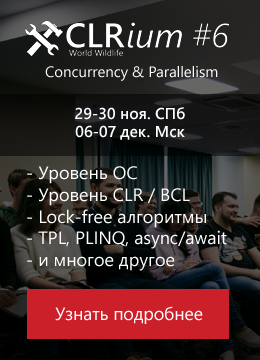 CLRium #6
World Wildlife
Concurrency & Parallelism
29-30 ноя. СПб
06-07 дек. Мск
- Уровень ОС
- Уровень CLR / BCL
- Lock-free алгоритмы
- TPL, PLINQ, async/await
- и многое другое
Узнать подробнее